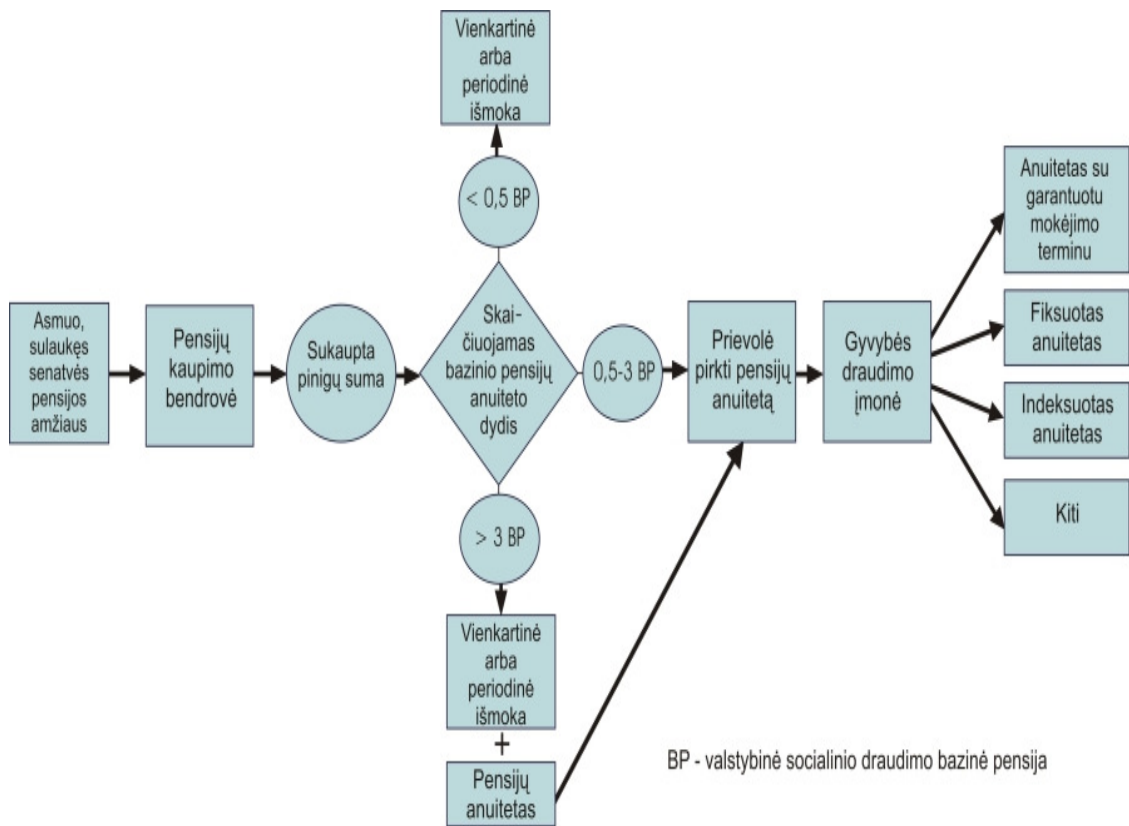 Vienkartinė
arba
periodinė
išmoka
< 0,5 BP
Asmuo,
sulaukęs
senatvės
pensijos
amžiaus
Pensijų
kaupimo
bendrovė
Sukaupta
pinigų suma
Skai-
čiuojamas
bazinio pensijų
anuiteto
dydis
0,5-3 BP
Prievolė
pirkti pensijų
anuitetą
Gyvybės
draudimo
įmonė
Anuitetas su
garantuotu
mokėjimo
terminu
Fiksuotas
anuitetas
Indeksuotas
anuitetas
Kiti
> 3 BP
Vienkartinė
arba
periodinė
išmoka
+
Pensijų
anuitetas
BP - valstybinė socialinio draudimo bazinė pensija